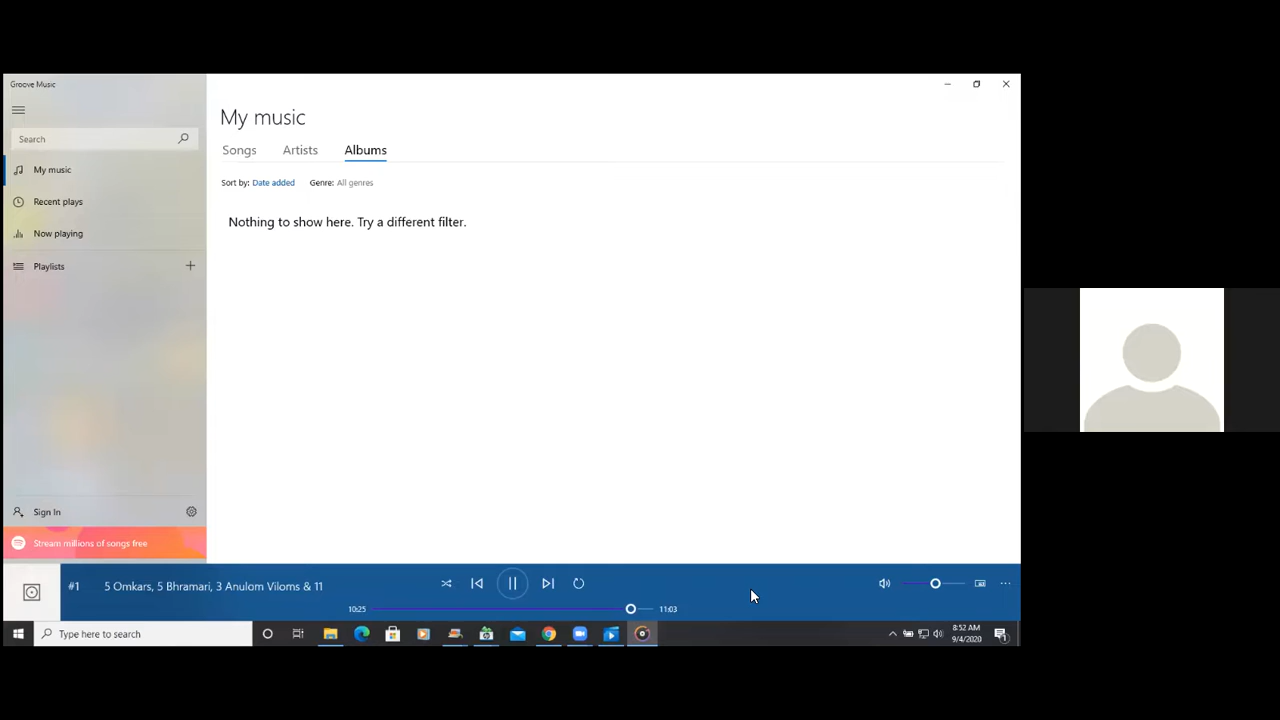 Groove Music
Search
My music
Recent plays
Now playing
Playlists
Sign In
Stream millions of songs free
My music
Songs Artists Albums
Sort by: Date added Genre: All genres
Nothing to show here. Try a different filter.
#1 5 Omkars, 5 Bhramari, 3 Anulom Viloms & 11
10:25 11:03
Type here to search
8:52 AM
9/4/2020